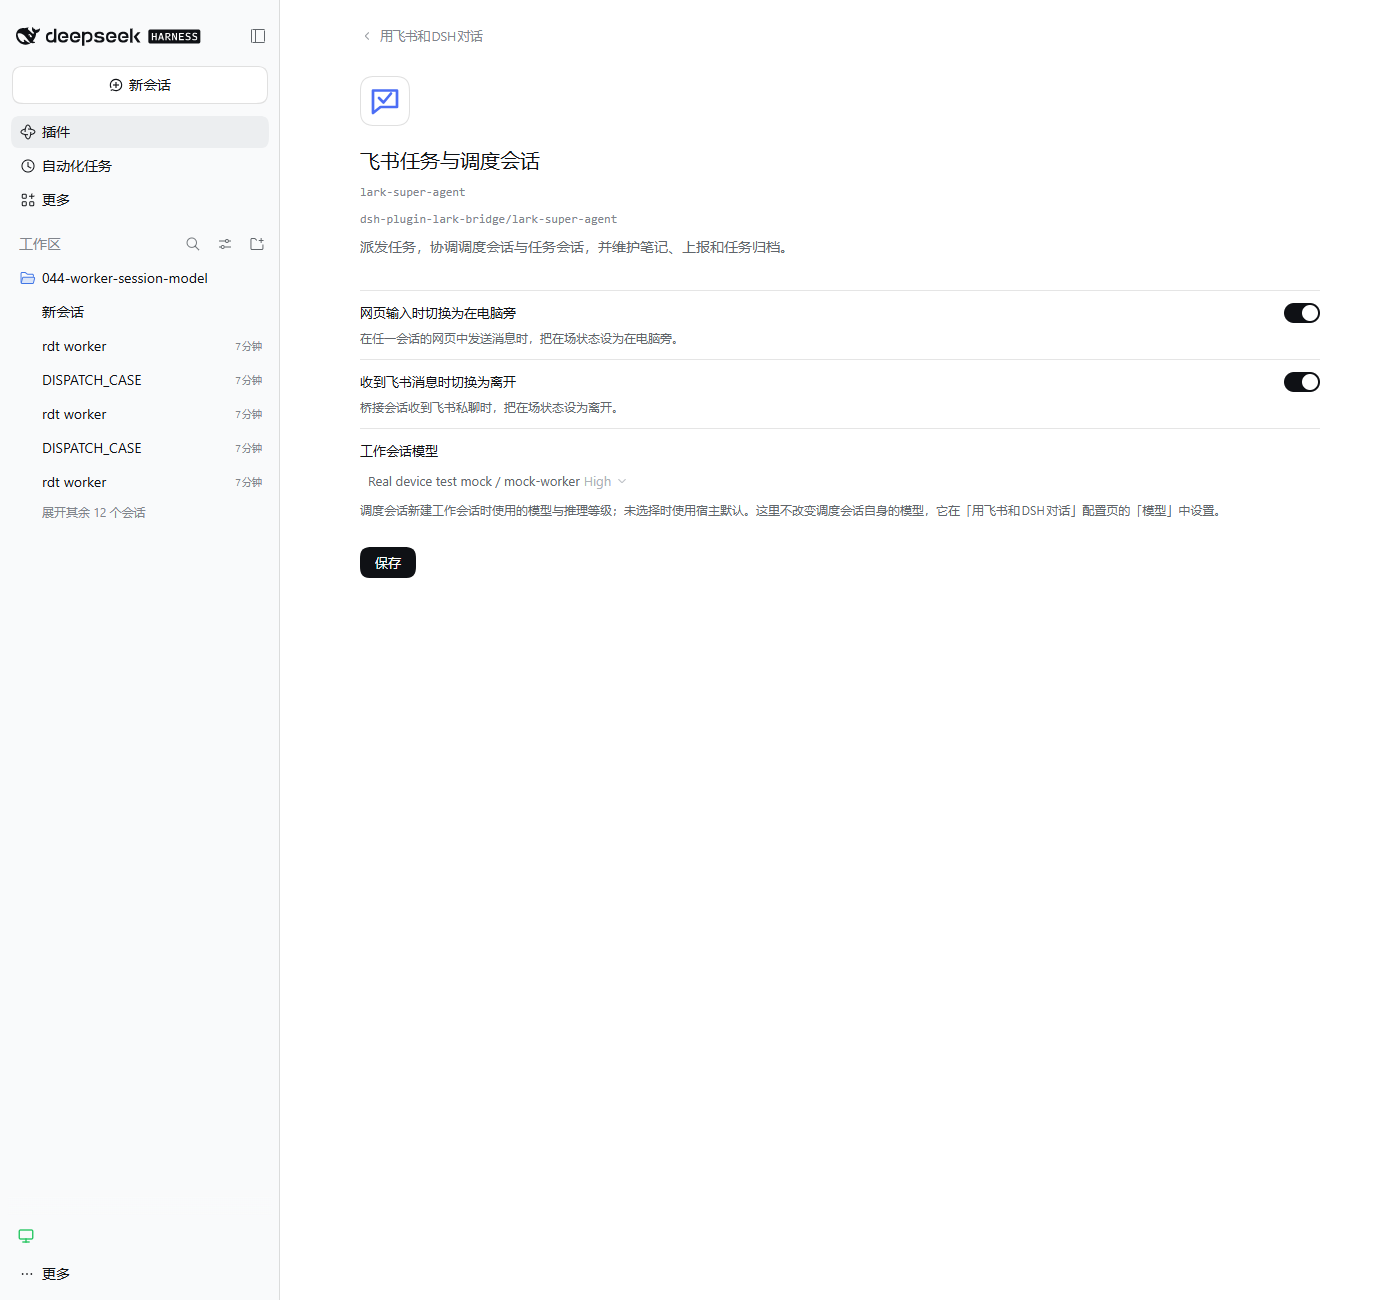 deepseek HARNESS
新会话
插件
自动化任务
更多
工作区
044-worker-session-model
新会话
rdt worker 7分钟
DISPATCH_CASE 7分钟
rdt worker 7分钟
DISPATCH_CASE 7分钟
rdt worker 7分钟
展开其余 12 个会话
更多
用飞书和DSH对话
飞书任务与调度会话
lark-super-agent
dsh-plugin-lark-bridge/lark-super-agent
派发任务，协调调度会话与任务会话，并维护笔记、上报和任务归档。
网页输入时切换为在电脑旁
在任一会话的网页中发送消息时，把在场状态设为在电脑旁。
收到飞书消息时切换为离开
桥接会话收到飞书私聊时，把在场状态设为离开。
工作会话模型
Real device test mock / mock-worker High
调度会话新建工作会话时使用的模型与推理等级；未选择时使用宿主默认。这里不改变调度会话自身的模型，它在「用飞书和DSH对话」配置页的「模型」中设置。
保存